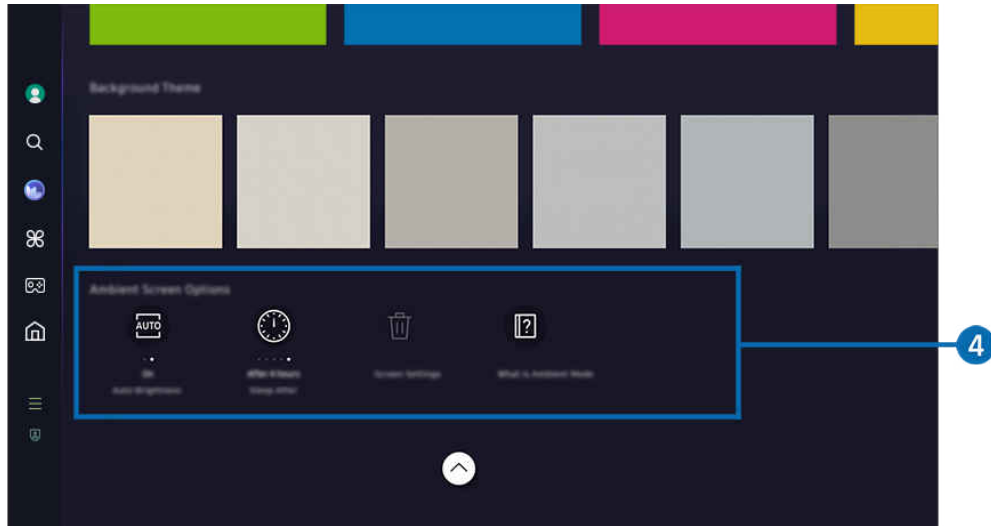 Background Theme
Ambient Screen Options
AUTO
?
4
On
After 4 hours
Auto Brightness
Sleep After
Screen Settings
What is Ambient Mode